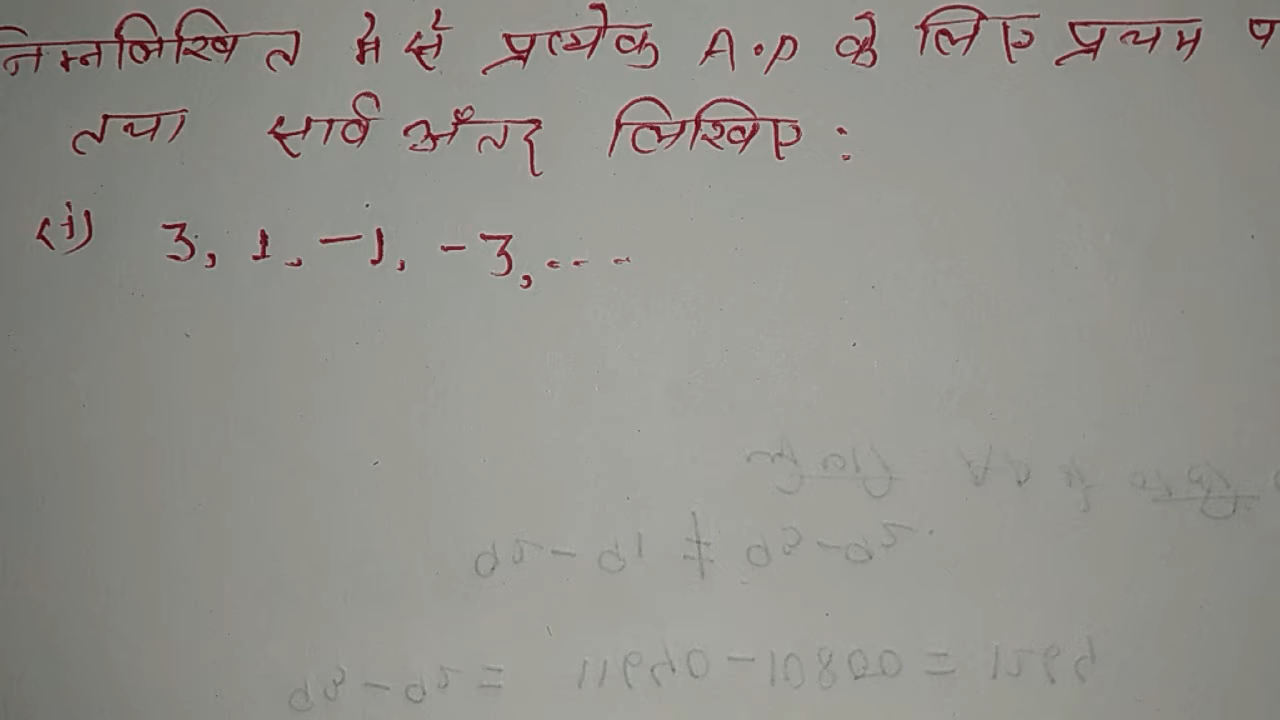 निम्नलिखित मे से प्रत्येक A.P के लिए प्रथम प
तथा सार्व अँतर लिखिए :
(i) 3, 1, -1, -3, ...